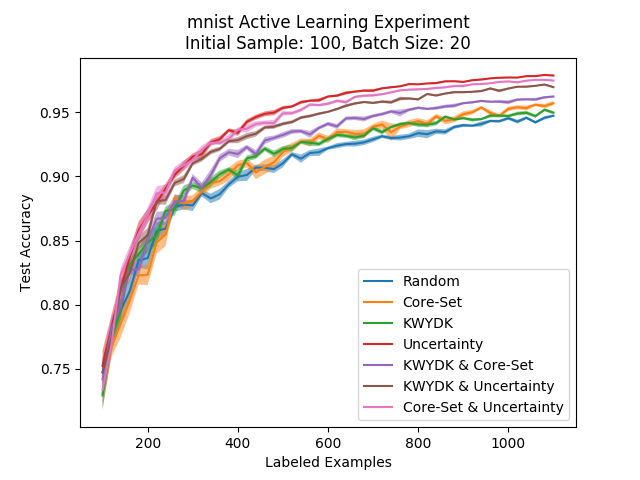 mnist Active Learning Experiment
Initial Sample: 100, Batch Size: 20
Test Accuracy
0.95
0.90
0.85
0.80
0.75
Random
Core-Set
KWYDK
Uncertainty
KWYDK & Core-Set
KWYDK & Uncertainty
Core-Set & Uncertainty
200 400 600 800 1000
Labeled Examples